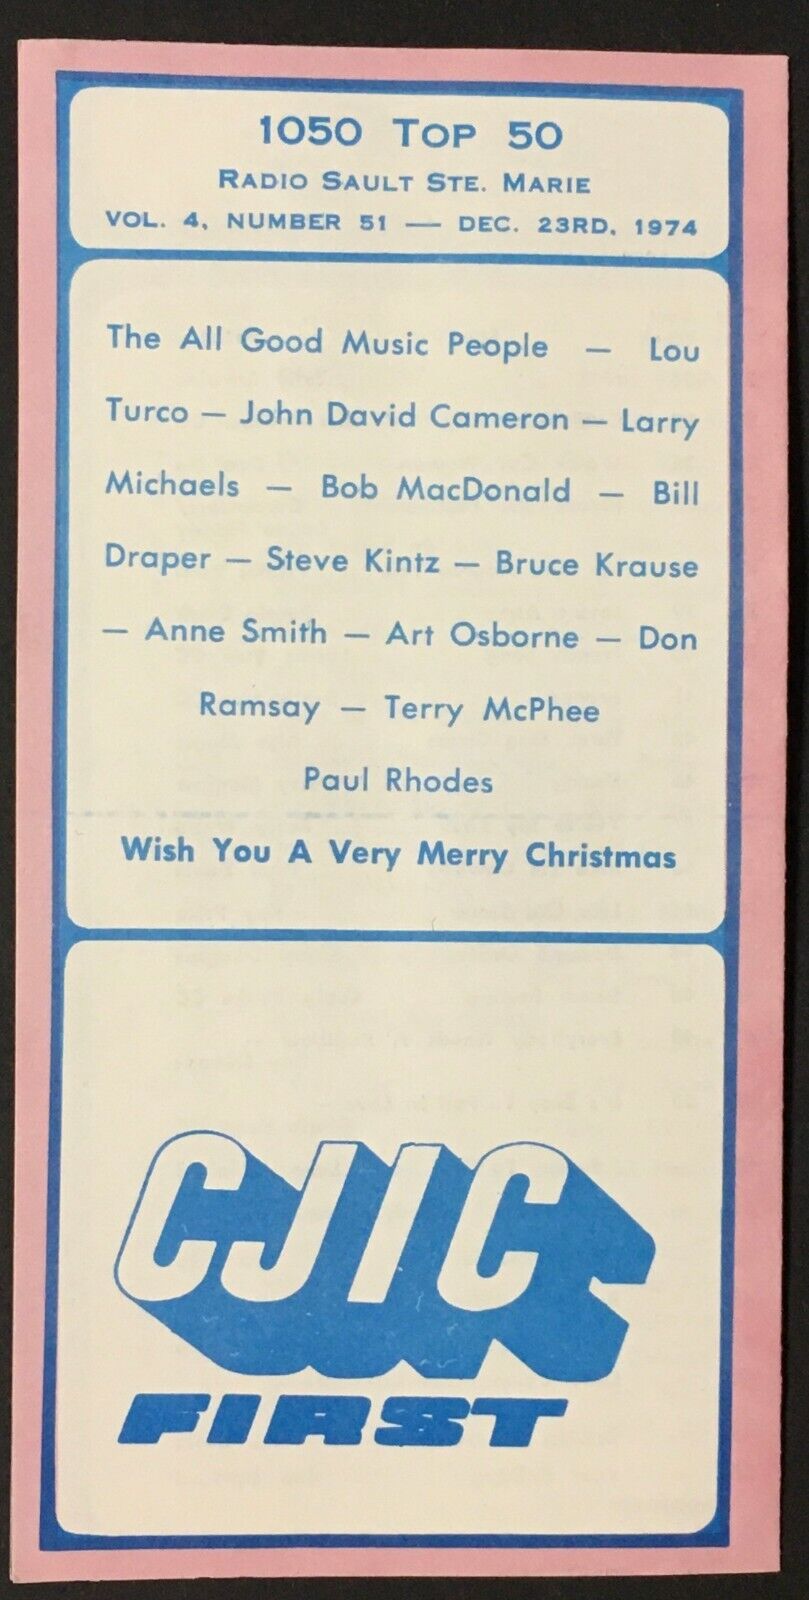 1050 TOP 50
RADIO SAULT STE. MARIE
VOL. 4, NUMBER 51 — DEC. 23RD, 1974
The All Good Music People — Lou
Turco — John David Cameron — Larry
Michaels — Bob MacDonald — Bill
Draper — Steve Kintz — Bruce Krause
— Anne Smith — Art Osborne — Don
Ramsay — Terry McPhee
Paul Rhodes
Wish You A Very Merry Christmas
CJIC
FIRST